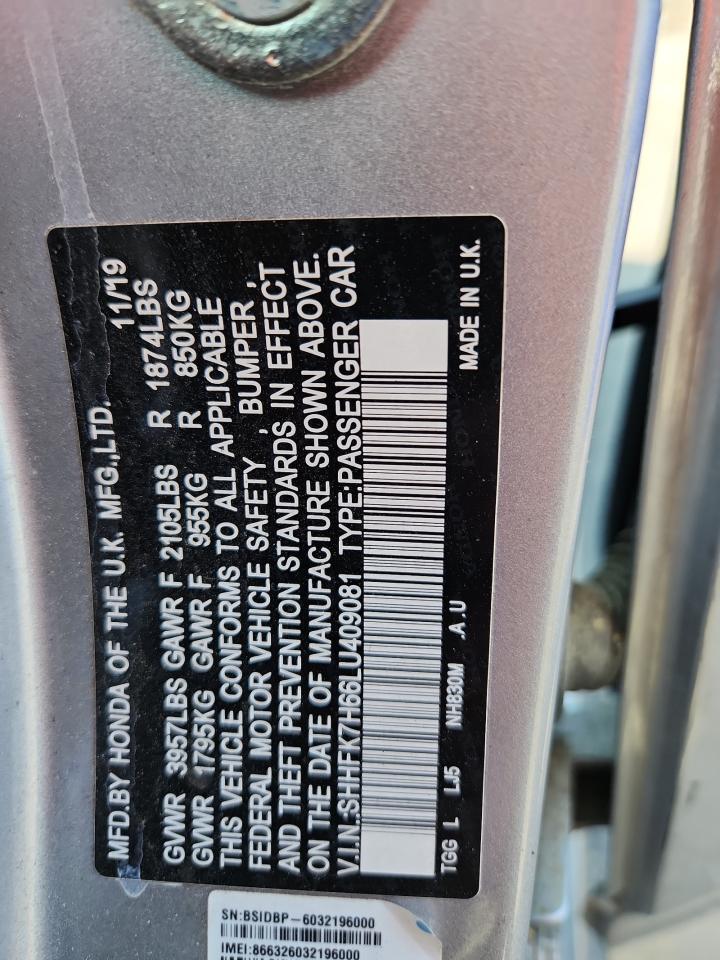 MFD.BY HONDA OF THE U.K. MFG.,LTD. 11/19
GVWR 3957LBS GAWR F 2105LBS R 1874LBS
GVWR 1795KG GAWR F 955KG R 850KG
THIS VEHICLE CONFORMS TO ALL APPLICABLE
FEDERAL MOTOR VEHICLE SAFETY , BUMPER ,
AND THEFT PREVENTION STANDARDS IN EFFECT
ON THE DATE OF MANUFACTURE SHOWN ABOVE.
V.I.N.:SHHFK7H66LU409081 TYPE:PASSENGER CAR
TGG L LJ5 NH830M .A.U MADE IN U.K.
SN:BSIDBP-6032196000
IMEI:866326032196000